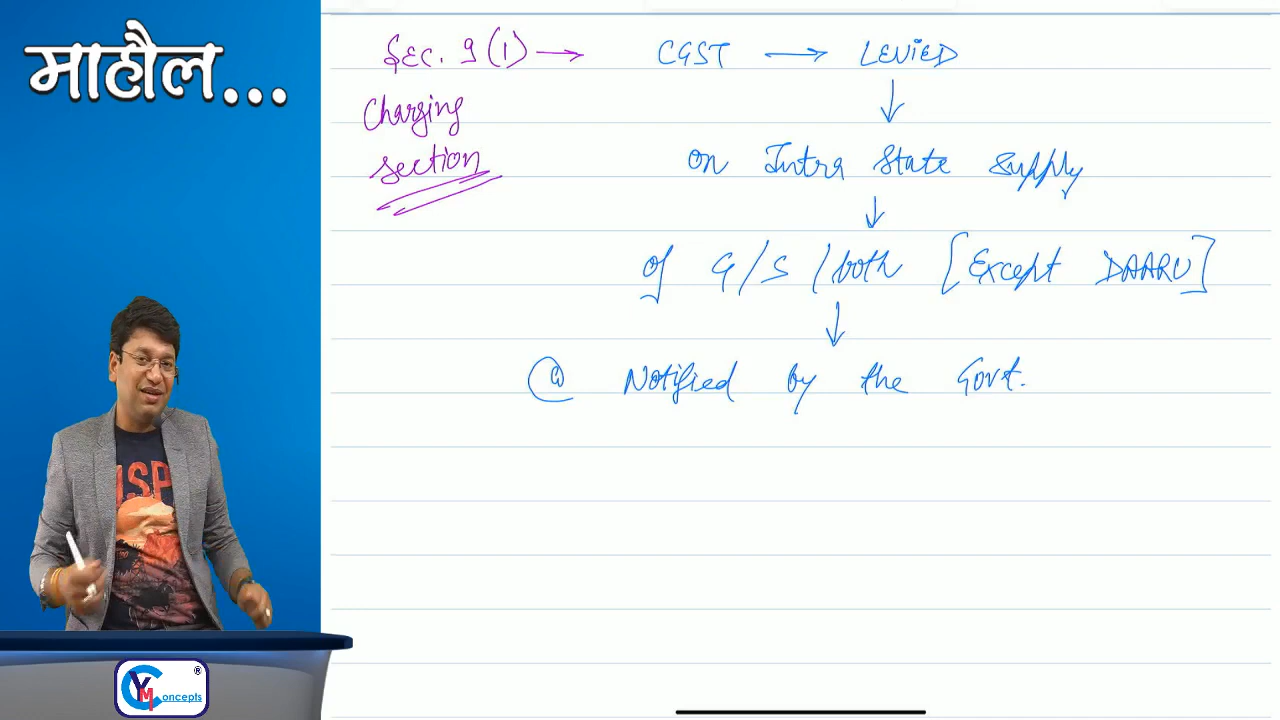 माहौल...
SEC. 9 (1) → CGST → LEVIED
Charging
section
↓
on Intra State supply
↓
of G/S / both [Except DAARU]
↓
@ Notified by the Govt.
YM
Concepts
®